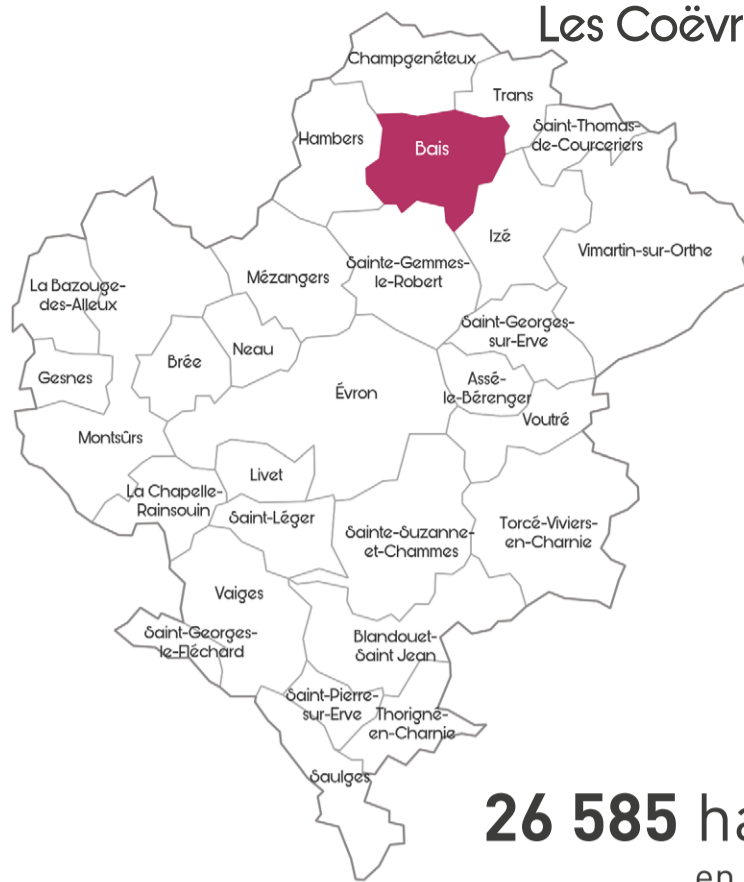 Les Coëvr
Champgenéteux
Trans
Saint-Thomas-
de-Courceriers
Hambers
Bais
Izé
Vimartin-sur-Orthe
Sainte-Gemmes-
le-Robert
Mézangers
La Bazouge-
des-Alleux
Saint-Georges-
sur-Erve
Neau
Brée
Gesnes
Assé-
le-Bérenger
Évron
Voutré
Montsûrs
Livet
La Chapelle-
Rainsouin
Saint-Léger
Sainte-Suzanne-
et-Chammes
Torcé-Viviers-
en-Charnie
Vaiges
Saint-Georges-
le-Fléchard
Blandouet-
Saint Jean
Saint-Pierre-
sur-Erve
Thorigné-
en-Charnie
Saulges
26 585 ha
en